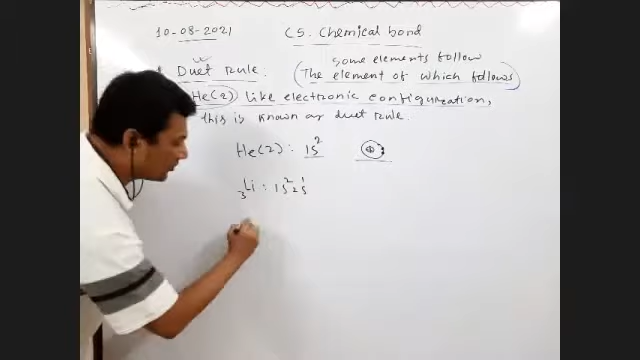 10-08-2021 C5. Chemical bond
some elements follow
Duet rule: (The element of which follows)
He(2) like electronic configuration,
this is known as duet rule.
He(2): 1s²
₃Li: 1s² 2s¹